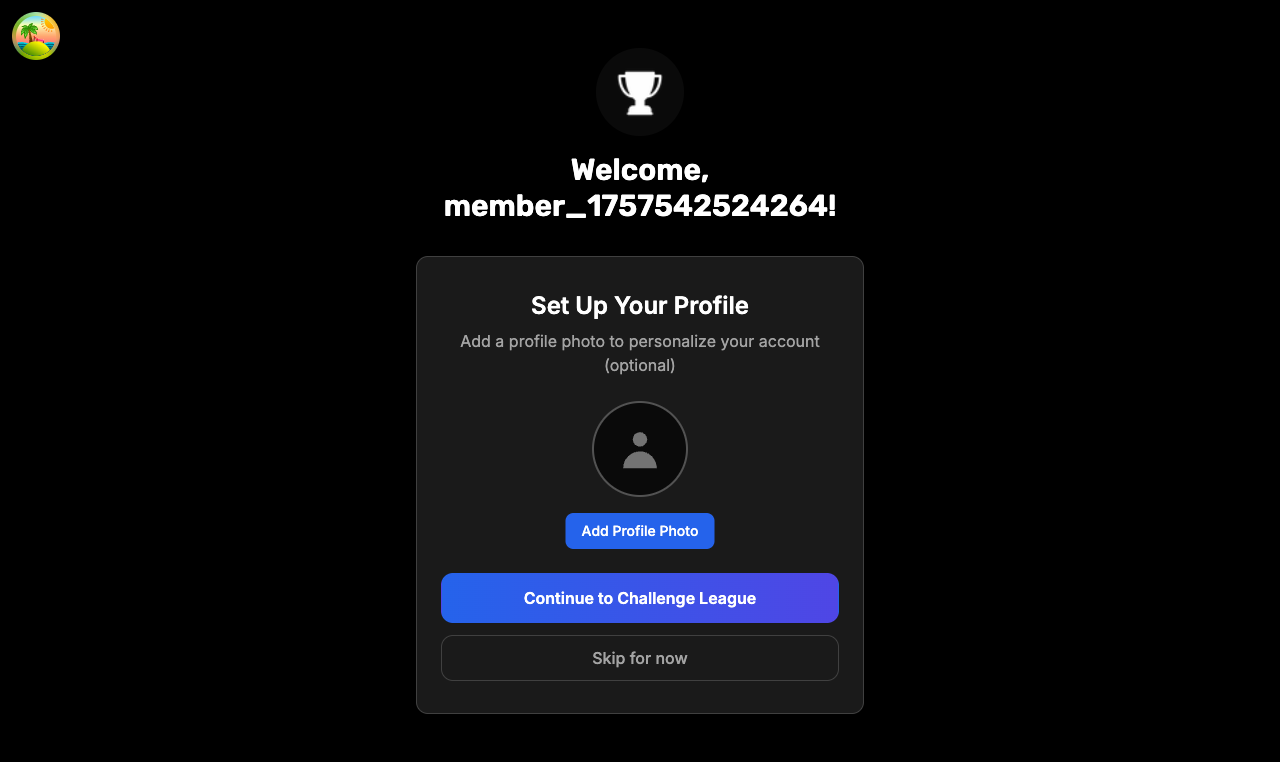 Welcome,
member_1757542524264!
Set Up Your Profile
Add a profile photo to personalize your account
(optional)
Add Profile Photo
Continue to Challenge League
Skip for now